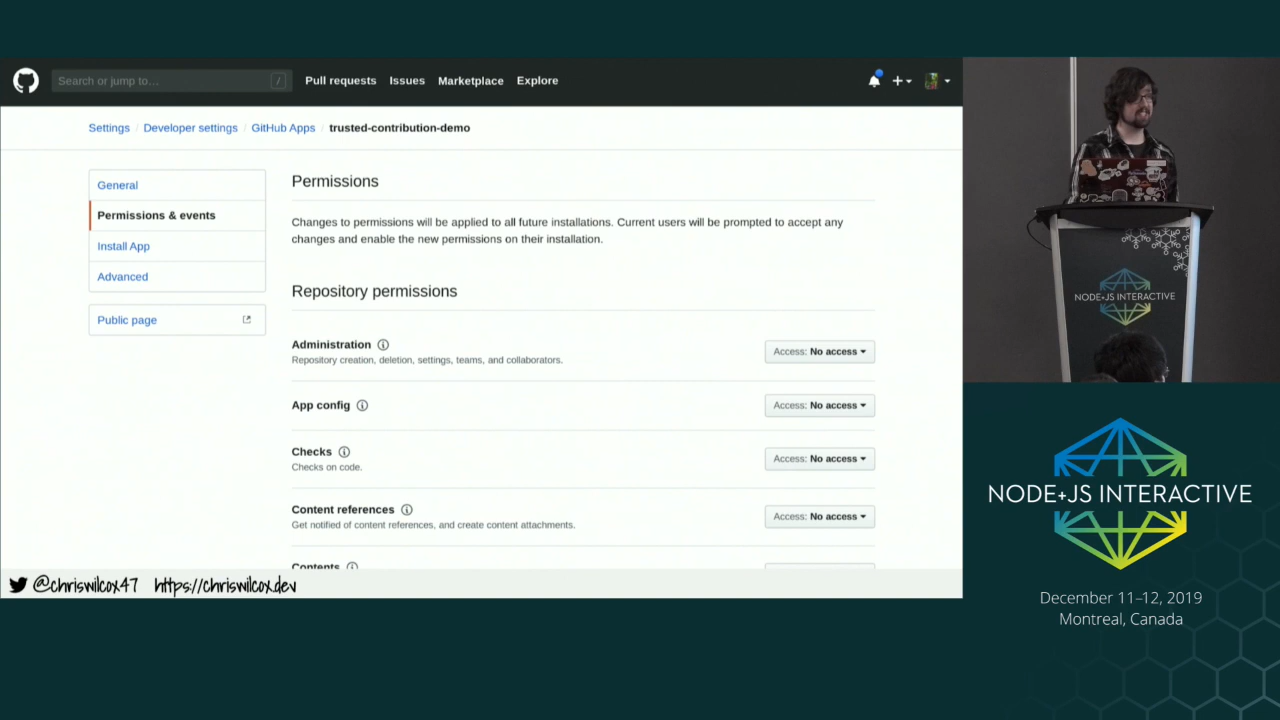 Search or jump to…
/
Pull requests
Issues
Marketplace
Explore
Settings / Developer settings / GitHub Apps / trusted-contribution-demo
General
Permissions & events
Install App
Advanced
Public page
Permissions
Changes to permissions will be applied to all future installations. Current users will be prompted to accept any
changes and enable the new permissions on their installation.
Repository permissions
Administration
Repository creation, deletion, settings, teams, and collaborators.
Access: No access
App config
Access: No access
Checks
Checks on code.
Access: No access
Content references
Get notified of content references, and create content attachments.
Access: No access
Contents
@chriswilcox47 https://chriswilcox.dev
NODE+JS INTERACTIVE
NODE+JS INTERACTIVE
December 11–12, 2019
Montreal, Canada